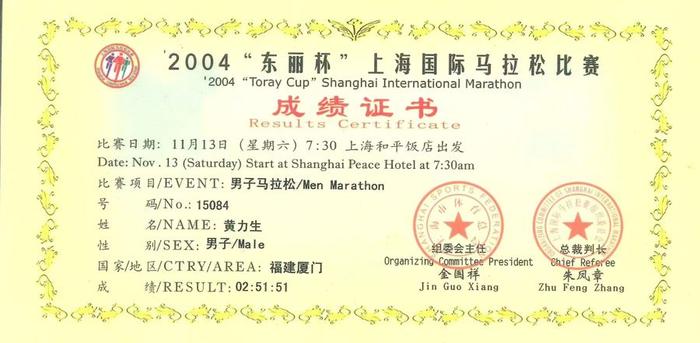 '2004 “东丽杯” 上海国际马拉松比赛
'2004 “Toray Cup” Shanghai International Marathon
成绩证书
Results Certificate
比赛日期: 11月13日 (星期六) 7:30 上海和平饭店出发
Date: Nov . 13 (Saturday) Start at Shanghai Peace Hotel at 7:30am
比赛项目/EVENT: 男子马拉松/Men Marathon
号 码/No.: 15084
姓 名/NAME: 黄力生
性 别/SEX: 男子/Male
国家/地区/CTRY/AREA: 福建厦门
成 绩/RESULT: 02:51:51
组委会主任
Organizing Committee President
金国祥
Jin Guo Xiang
总裁判长
Chief Referee
朱凤章
Zhu Feng Zhang